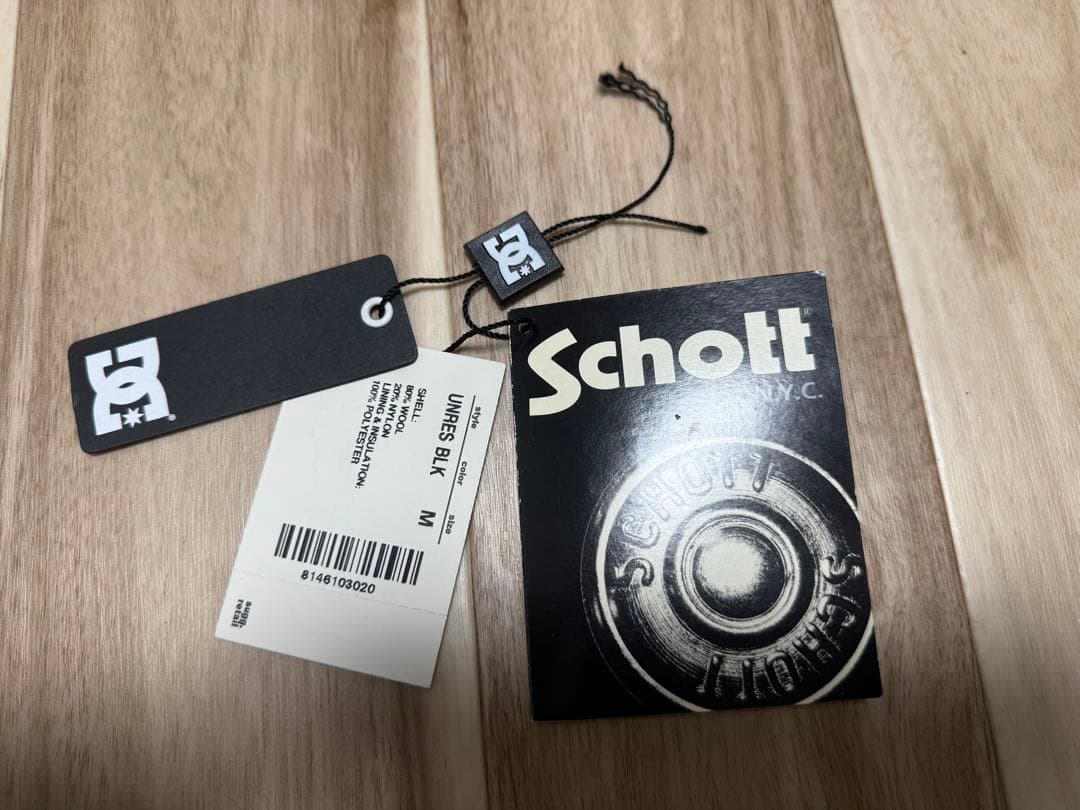 DC
DC
Schott®
N.Y.C.
SCHOTT
SCHOTT
SCHOTT
style color size
UNRES BLK M
SHELL:
80% WOOL
20% NYLON
LINING & INSULATION:
100% POLYESTER
8146103020
sugg.
retail